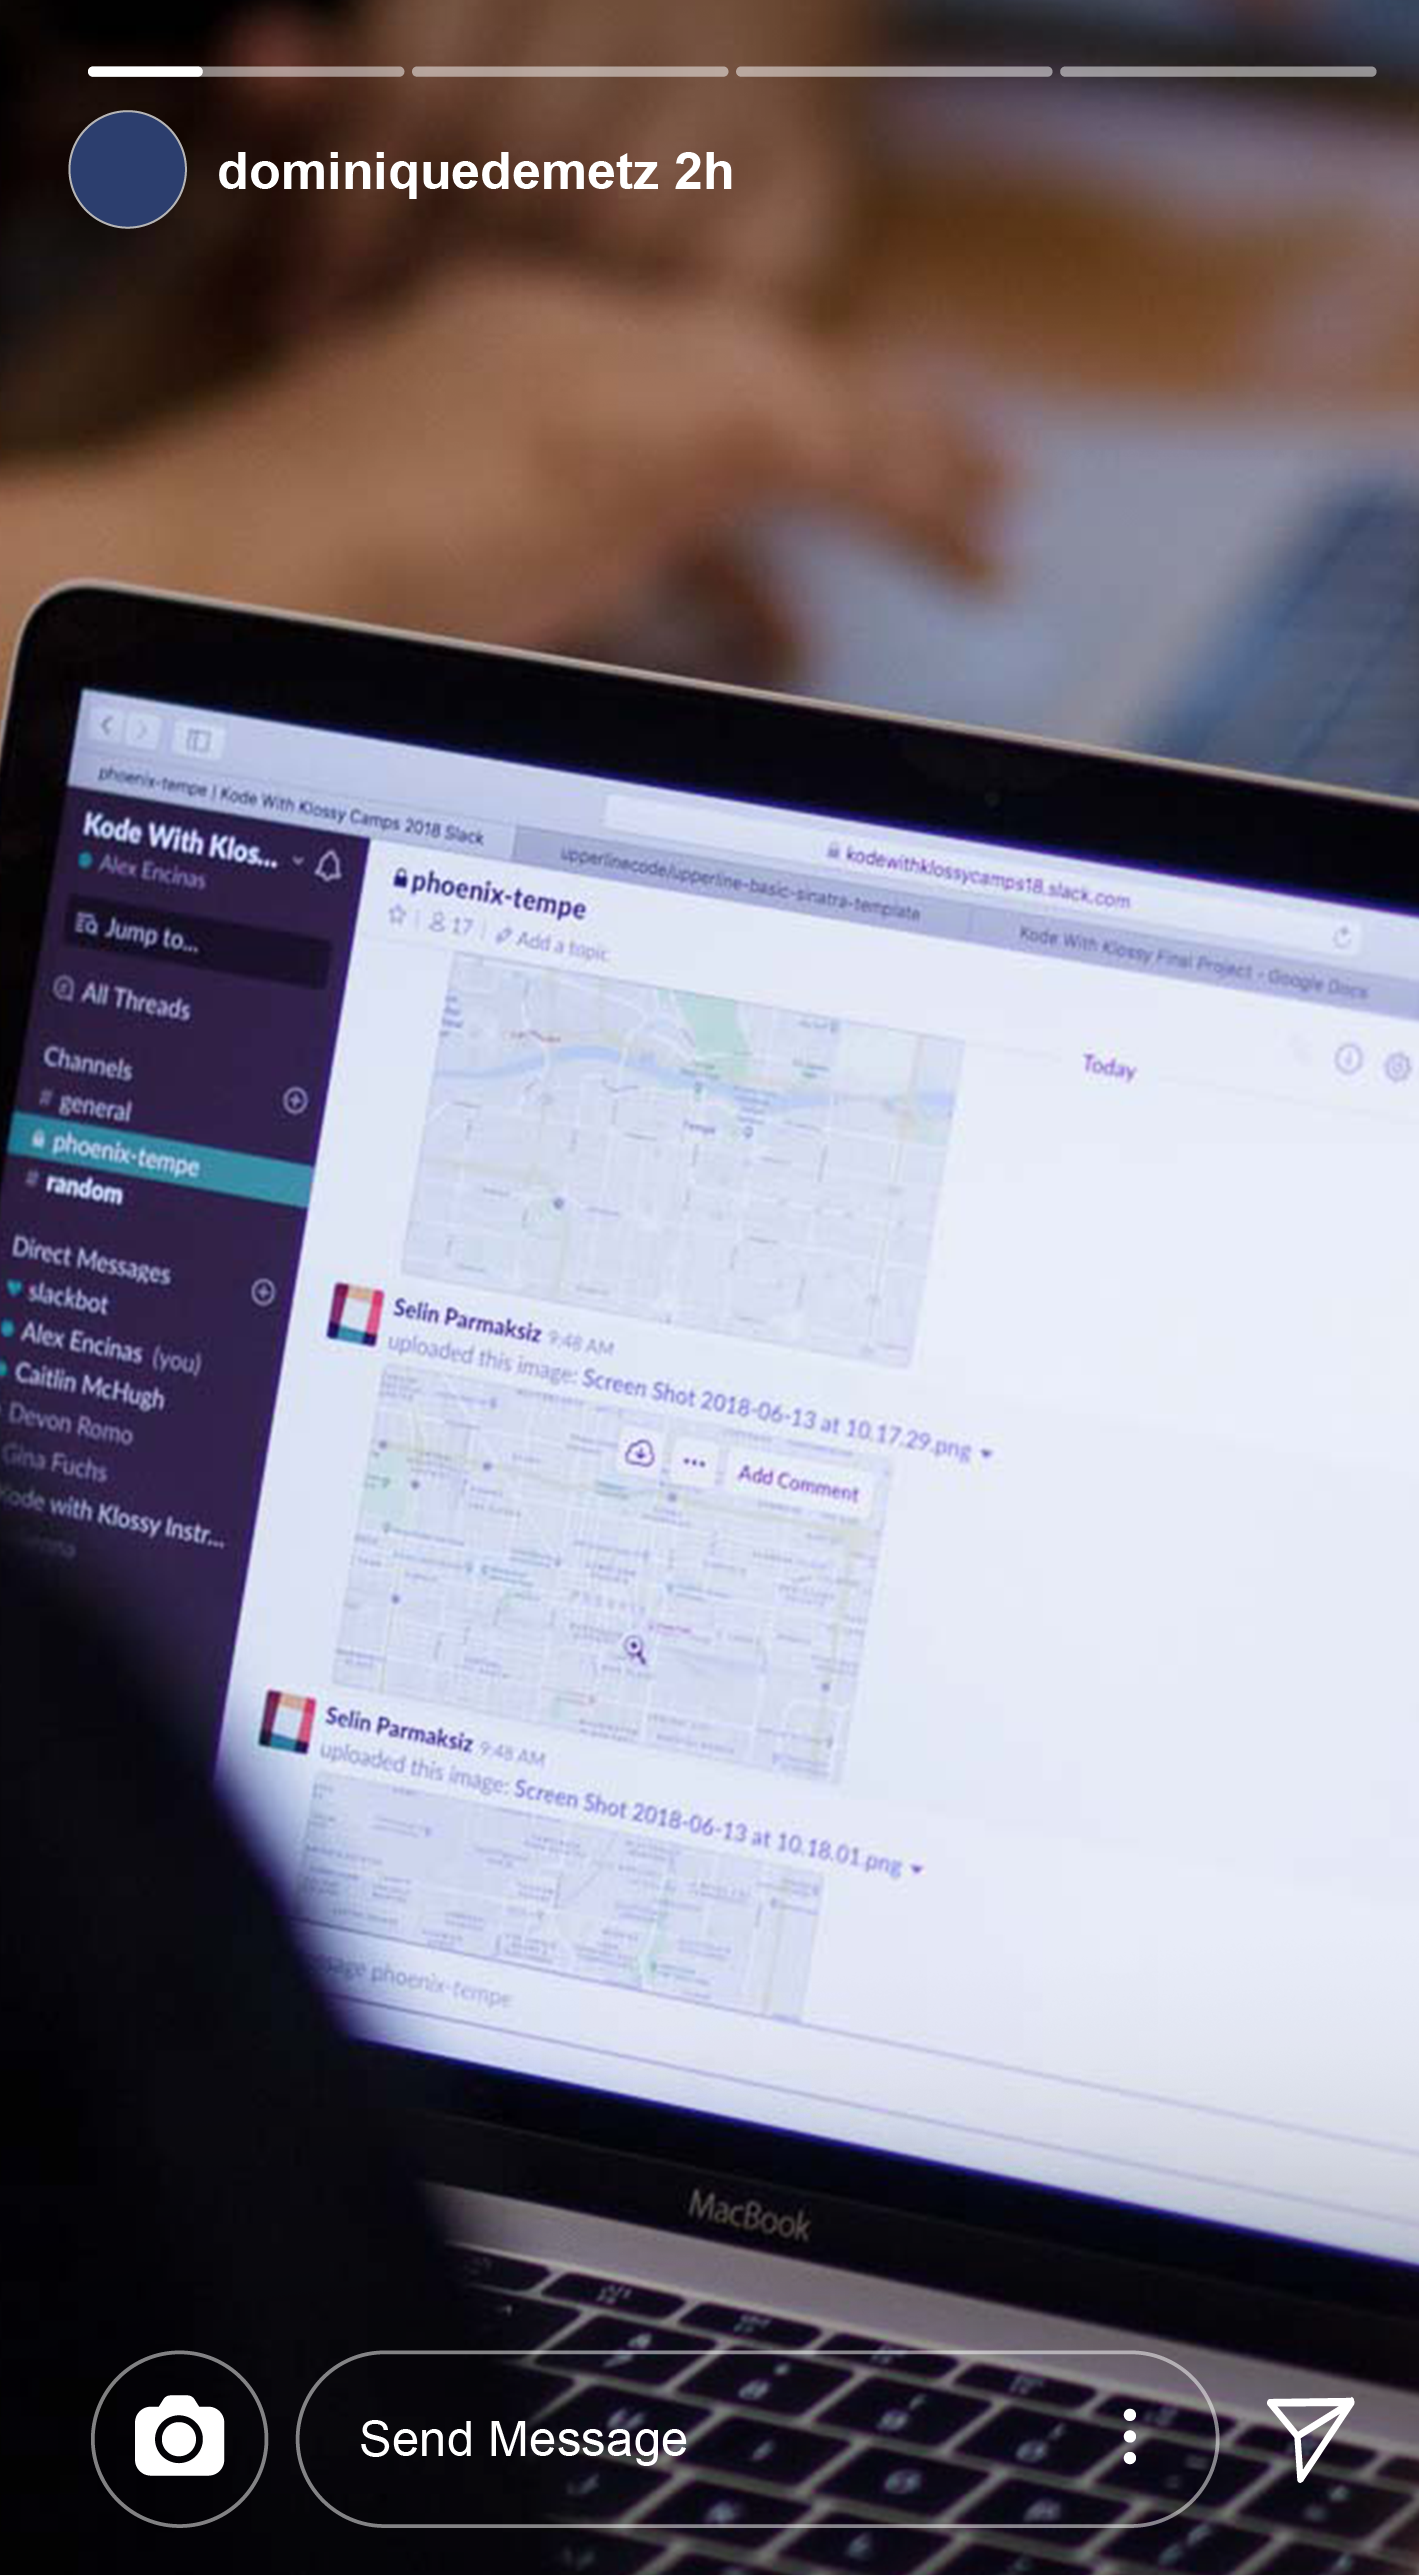 dominiquedemetz 2h
phoenix-tempe | Kode With Klossy Camps 2018 Slack
kodewithklossycamps18.slack.com
upperlinecode/upperline-basic-sinatra-template
Kode With Klossy Final Project - Google Docs
Kode With Klos...
Alex Encinas
Jump to...
All Threads
Channels
# general
phoenix-tempe
# random
Direct Messages
slackbot
Alex Encinas (you)
Caitlin McHugh
Devon Romo
Gina Fuchs
Kode with Klossy Instr...
phoenix-tempe
17
Add a topic
Today
Tempe
Selin Parmaksiz 9:48 AM
uploaded this image: Screen Shot 2018-06-13 at 10.17.29.png
Add Comment
Selin Parmaksiz 9:48 AM
uploaded this image: Screen Shot 2018-06-13 at 10.18.01.png
phoenix-tempe
MacBook
Send Message